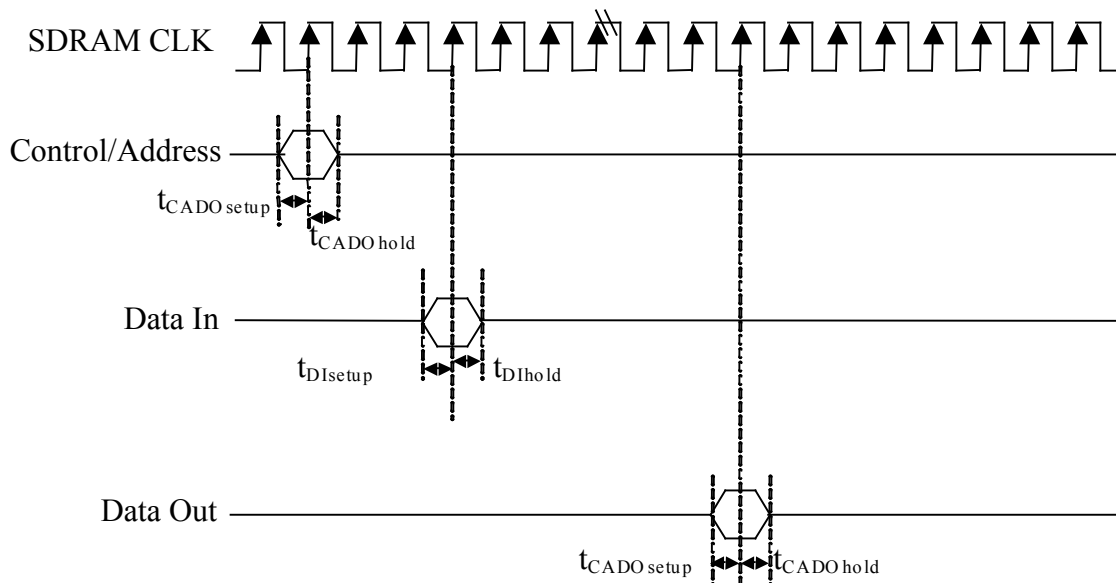 SDRAM CLK
Control/Address
tCADO setup
tCADO hold
Data In
tDIsetup
tDIhold
Data Out
tCADO setup
tCADO hold